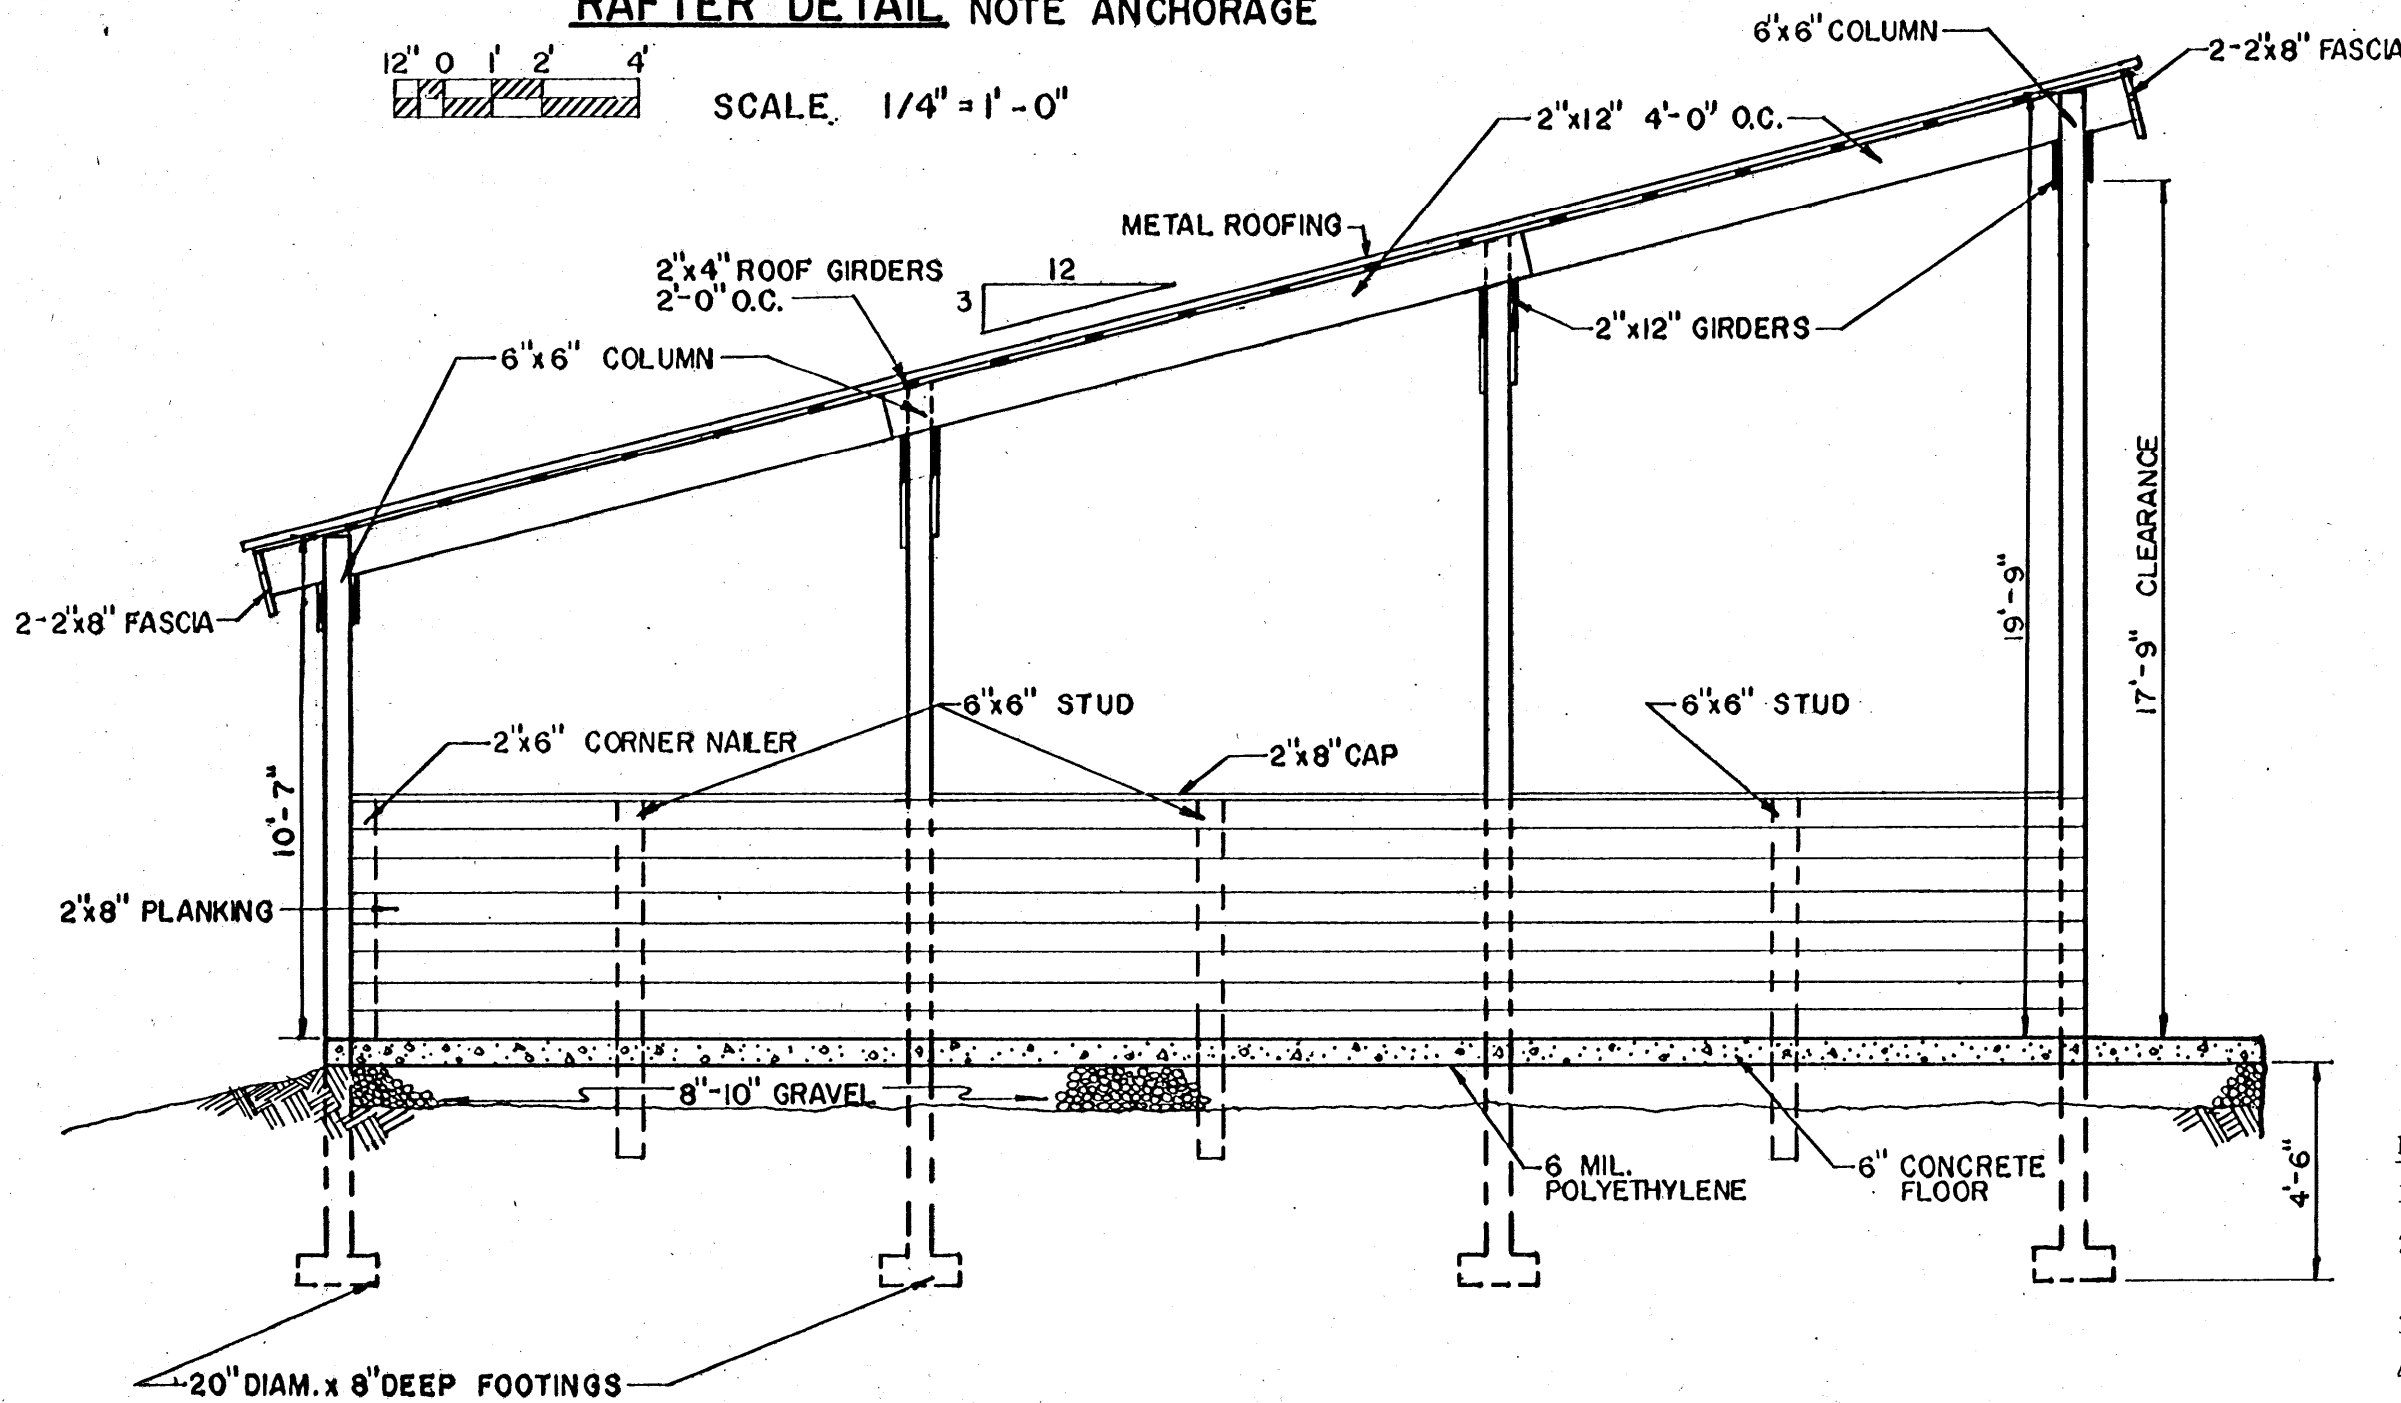 RAFTER DETAIL NOTE ANCHORAGE
12" 0 1' 2' 4'
SCALE. 1/4" = 1'-0"
6"x6" COLUMN
2-2"x8" FASCIA
2"x12" 4'-0" O.C.
METAL ROOFING
2"x4" ROOF GIRDERS
2'-0" O.C.
12
3
2"x12" GIRDERS
6"x6" COLUMN
2-2"x8" FASCIA
19'-9"
17'-9" CLEARANCE
6"x6" STUD
6"x6" STUD
2"x6" CORNER NAILER
2"x8" CAP
10'-7"
2"x8" PLANKING
8"-10" GRAVEL
6 MIL.
POLYETHYLENE
6" CONCRETE
FLOOR
4'-6"
20" DIAM. x 8" DEEP FOOTINGS